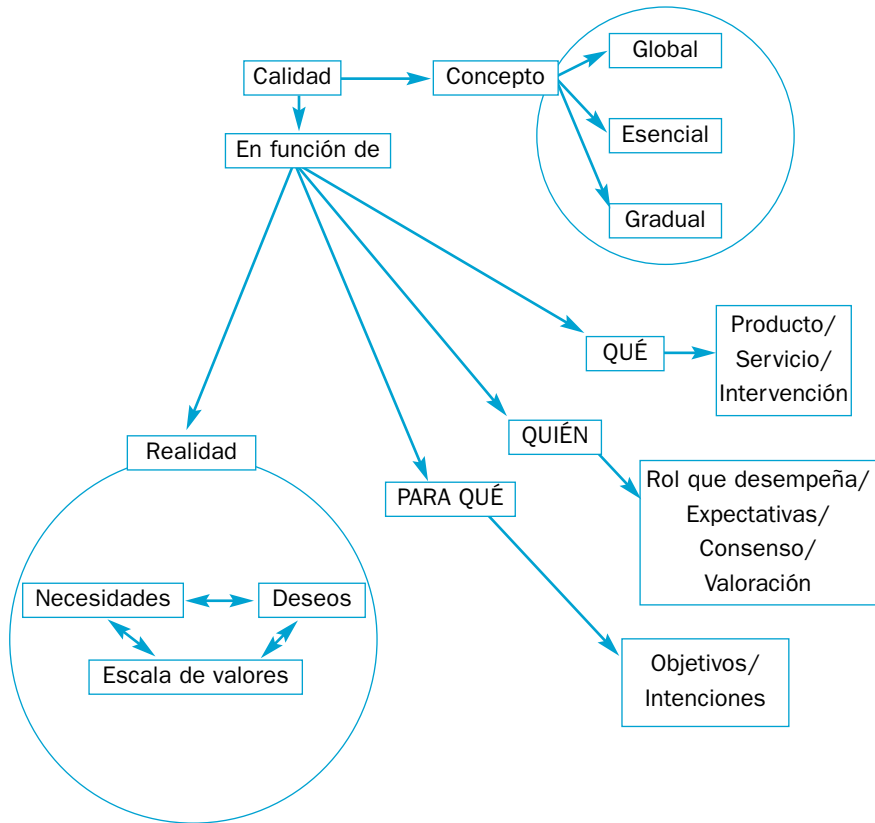 Calidad
Concepto
Global
Esencial
Gradual
En función de
QUÉ
Producto/
Servicio/
Intervención
QUIÉN
Rol que desempeña/
Expectativas/
Consenso/
Valoración
PARA QUÉ
Objetivos/
Intenciones
Realidad
Necesidades
Deseos
Escala de valores